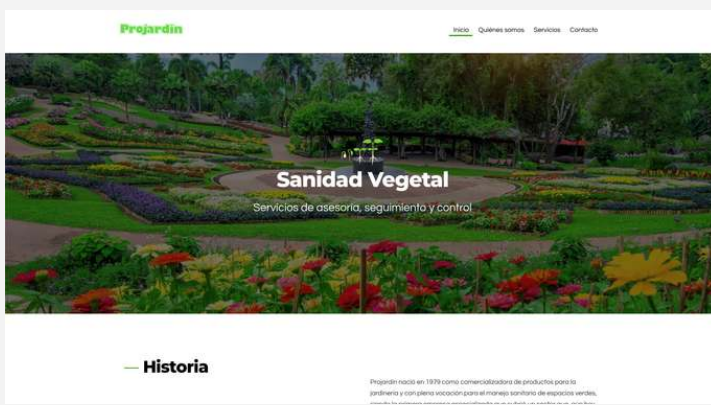 Projardín
Inicio Quiénes somos Servicios Contacto
Sanidad Vegetal
Servicios de asesoría, seguimiento y control
— Historia
Projardín nació en 1979 como comercializadora de productos para la
jardinería y con plena vocación para el manejo sanitario de espacios verdes,